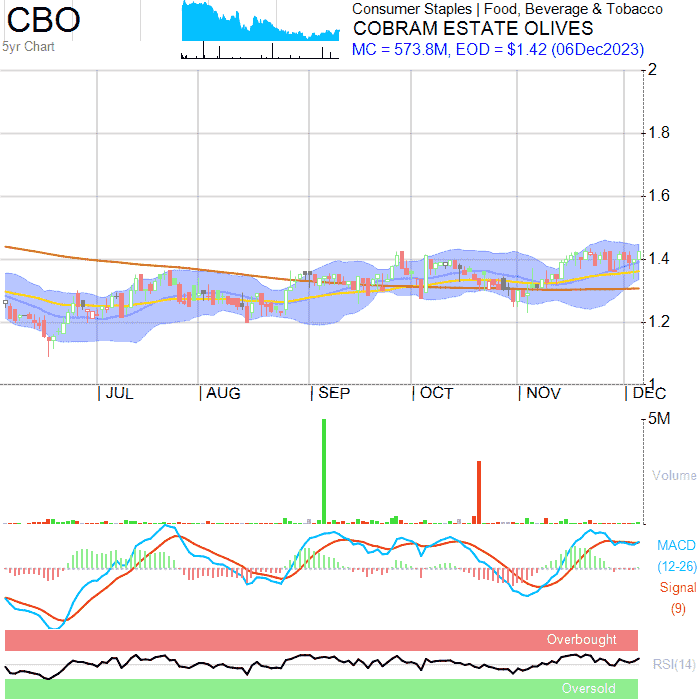 CBO
5yr Chart
Consumer Staples | Food, Beverage & Tobacco
COBRAM ESTATE OLIVES
MC = 573.8M, EOD = $1.42 (06Dec2023)
2
1.8
1.6
1.4
1.2
1
| JUL | AUG | SEP | OCT | NOV | DEC
5M
Volume
MACD
(12-26)
Signal
(9)
Overbought
RSI(14)
Oversold